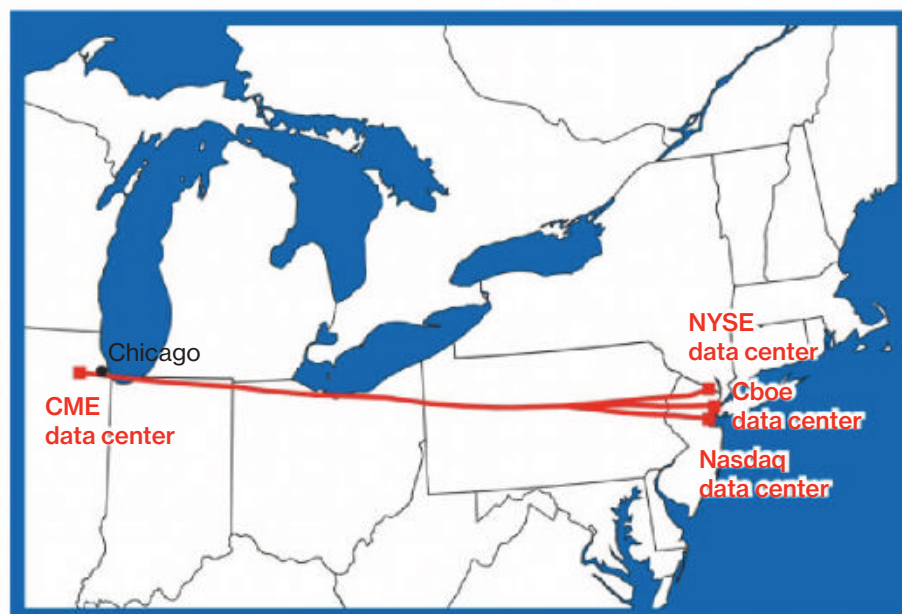 Chicago
CME
data center
NYSE
data center
Cboe
data center
Nasdaq
data center